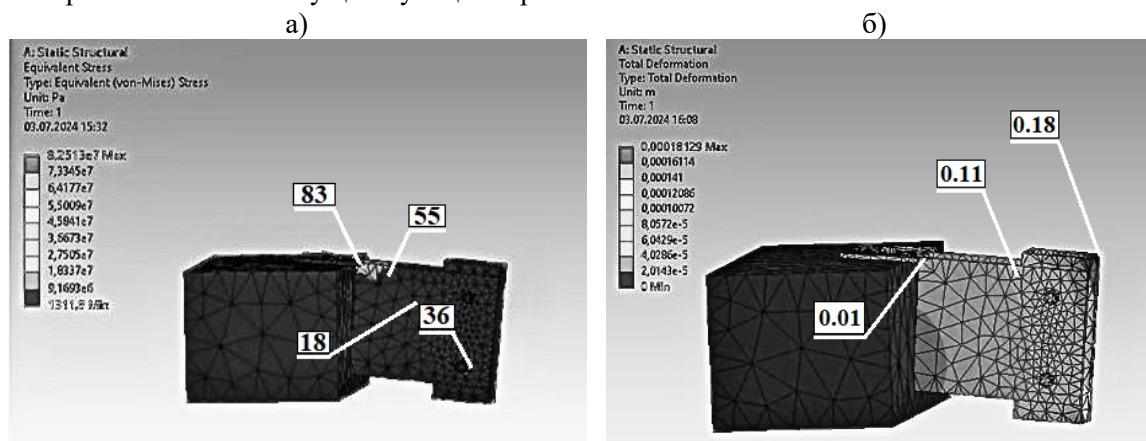 а)
б)
A: Static Structural
Equivalent Stress
Type: Equivalent (von-Mises) Stress
Unit: Pa
Time: 1
03.07.2024 15:32
8,2513e7 Max
7,3345e7
6,4177e7
5,5009e7
4,5841e7
3,6673e7
2,7505e7
1,8337e7
9,1693e6
83
55
18
36
A: Static Structural
Total Deformation
Type: Total Deformation
Unit: m
Time: 1
03.07.2024 16:08
0,00018129 Max
0,00016114
0,000141
0,00012086
0,00010072
8,0572e-5
6,0429e-5
4,0286e-5
2,0143e-5
0 Min
0.18
0.11
0.01